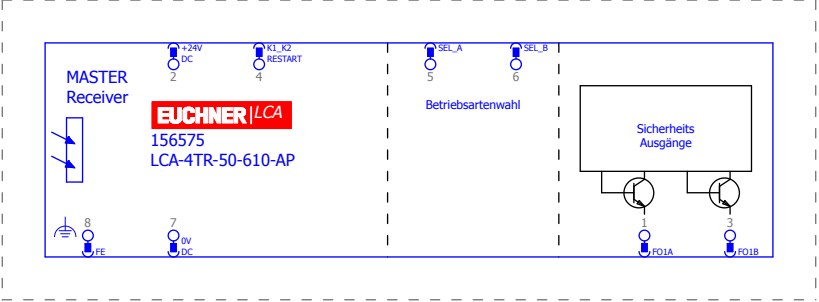 +24V
DC
2
K1_K2
RESTART
4
SEL_A
5
SEL_B
6
MASTER
Receiver
EUCHNER LCA
156575
LCA-4TR-50-610-AP
Betriebsartenwahl
Sicherheits
Ausgänge
8
FE
7
0V
DC
1
FO1A
3
FO1B